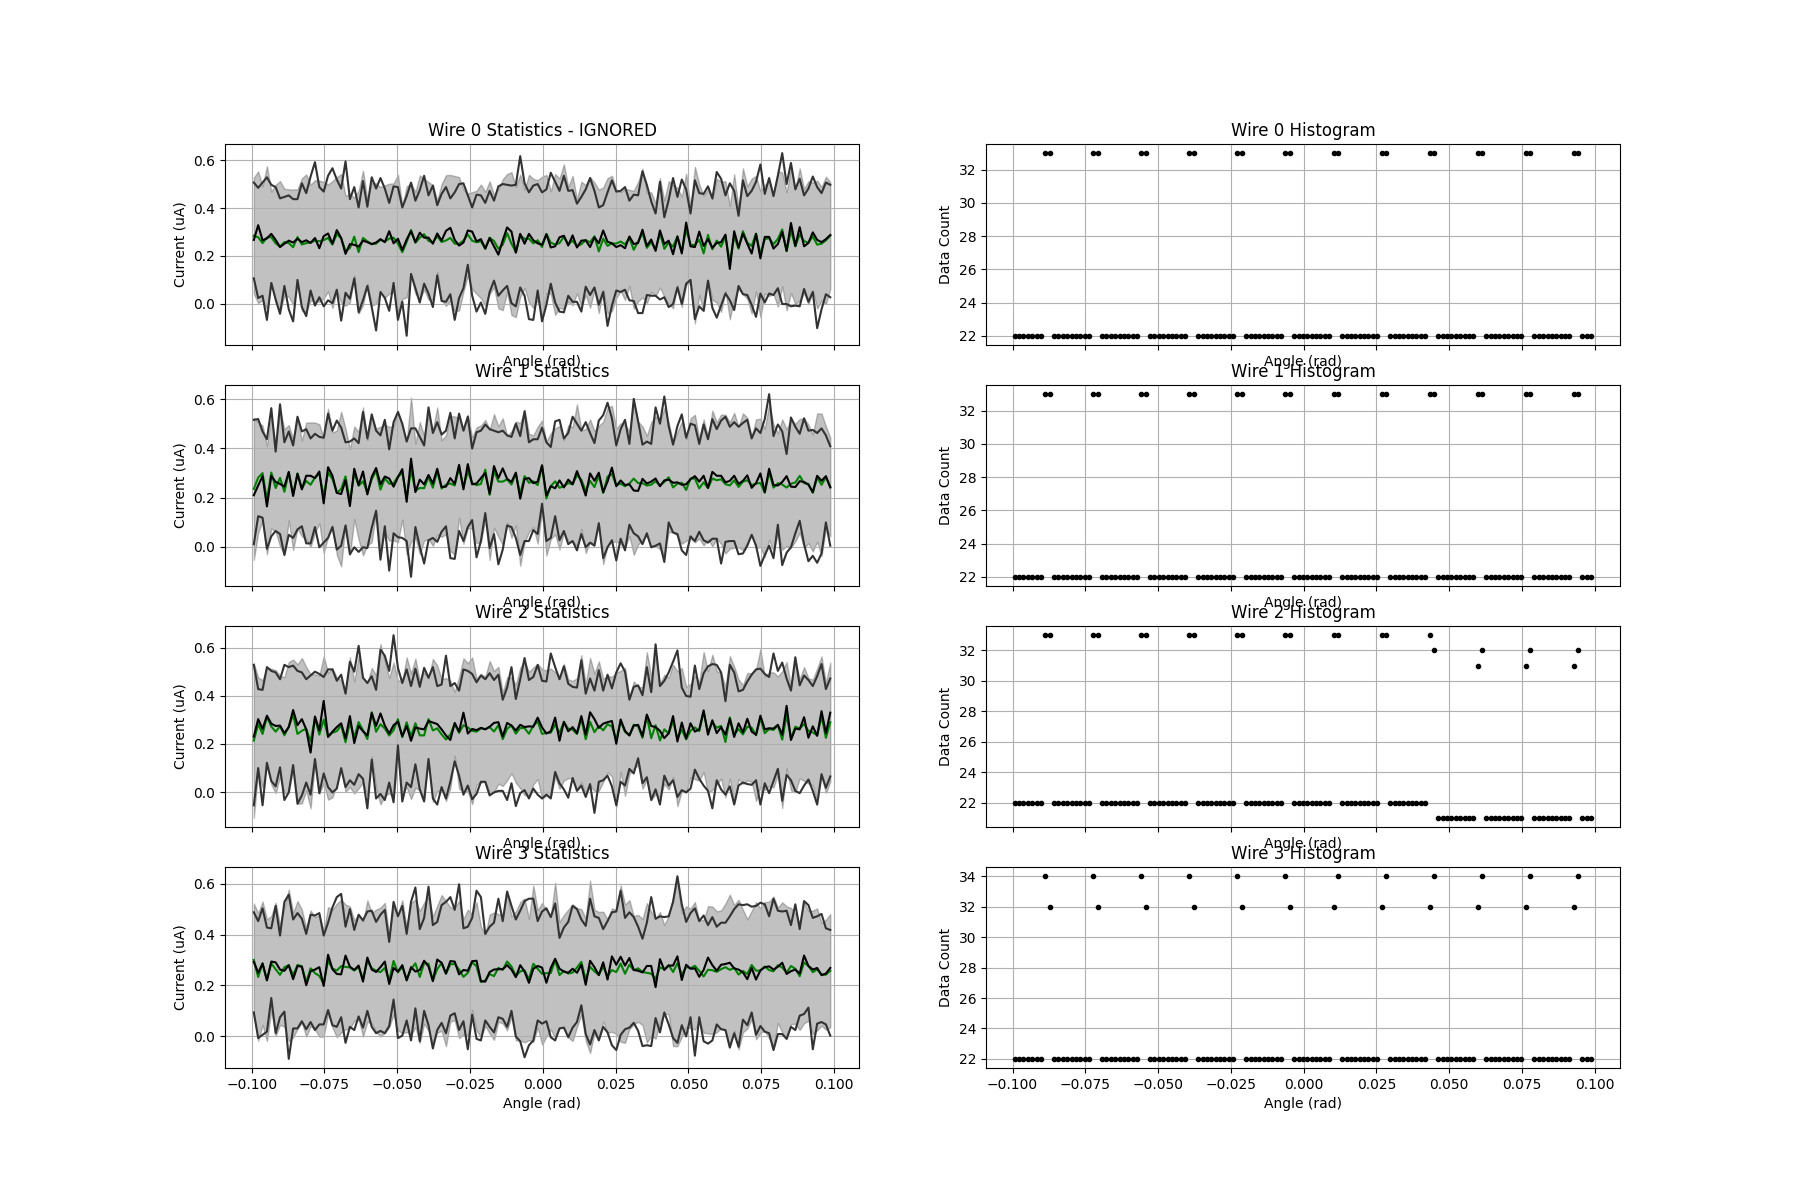 Wire 0 Statistics - IGNORED
Current (uA)
0.6
0.4
0.2
0.0
Angle (rad)
Wire 0 Histogram
Data Count
32
30
28
26
24
22
Angle (rad)
Wire 1 Statistics
Current (uA)
0.6
0.4
0.2
0.0
Angle (rad)
Wire 1 Histogram
Data Count
32
30
28
26
24
22
Angle (rad)
Wire 2 Statistics
Current (uA)
0.6
0.4
0.2
0.0
Angle (rad)
Wire 2 Histogram
Data Count
32
30
28
26
24
22
Angle (rad)
Wire 3 Statistics
Current (uA)
0.6
0.4
0.2
0.0
−0.100 −0.075 −0.050 −0.025 0.000 0.025 0.050 0.075 0.100
Angle (rad)
Wire 3 Histogram
Data Count
34
32
30
28
26
24
22
−0.100 −0.075 −0.050 −0.025 0.000 0.025 0.050 0.075 0.100
Angle (rad)